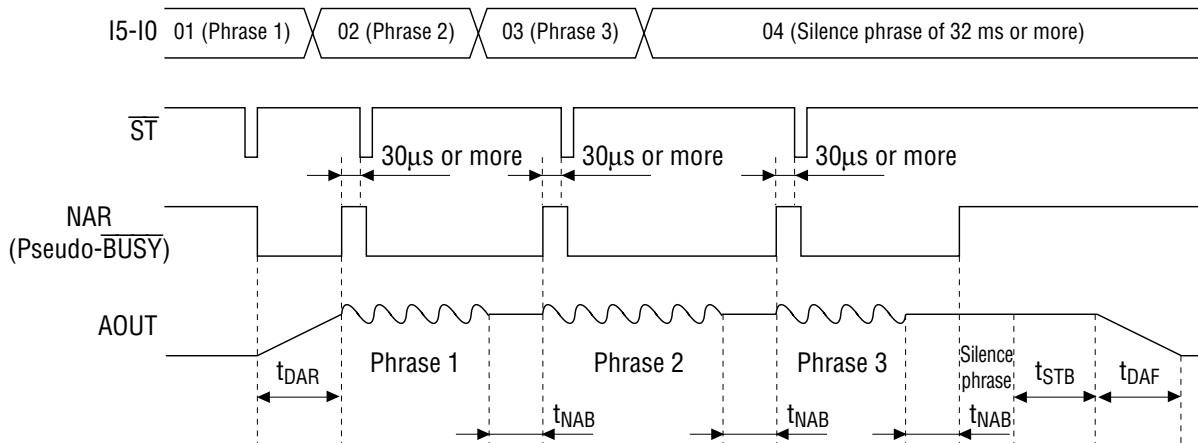 I5-I0 01 (Phrase 1) 02 (Phrase 2) 03 (Phrase 3) 04 (Silence phrase of 32 ms or more)
ST
30μs or more 30μs or more 30μs or more
NAR
(Pseudo-BUSY)
AOUT
Phrase 1 Phrase 2 Phrase 3 Silence phrase
tDAR tSTB tDAF
tNAB tNAB tNAB